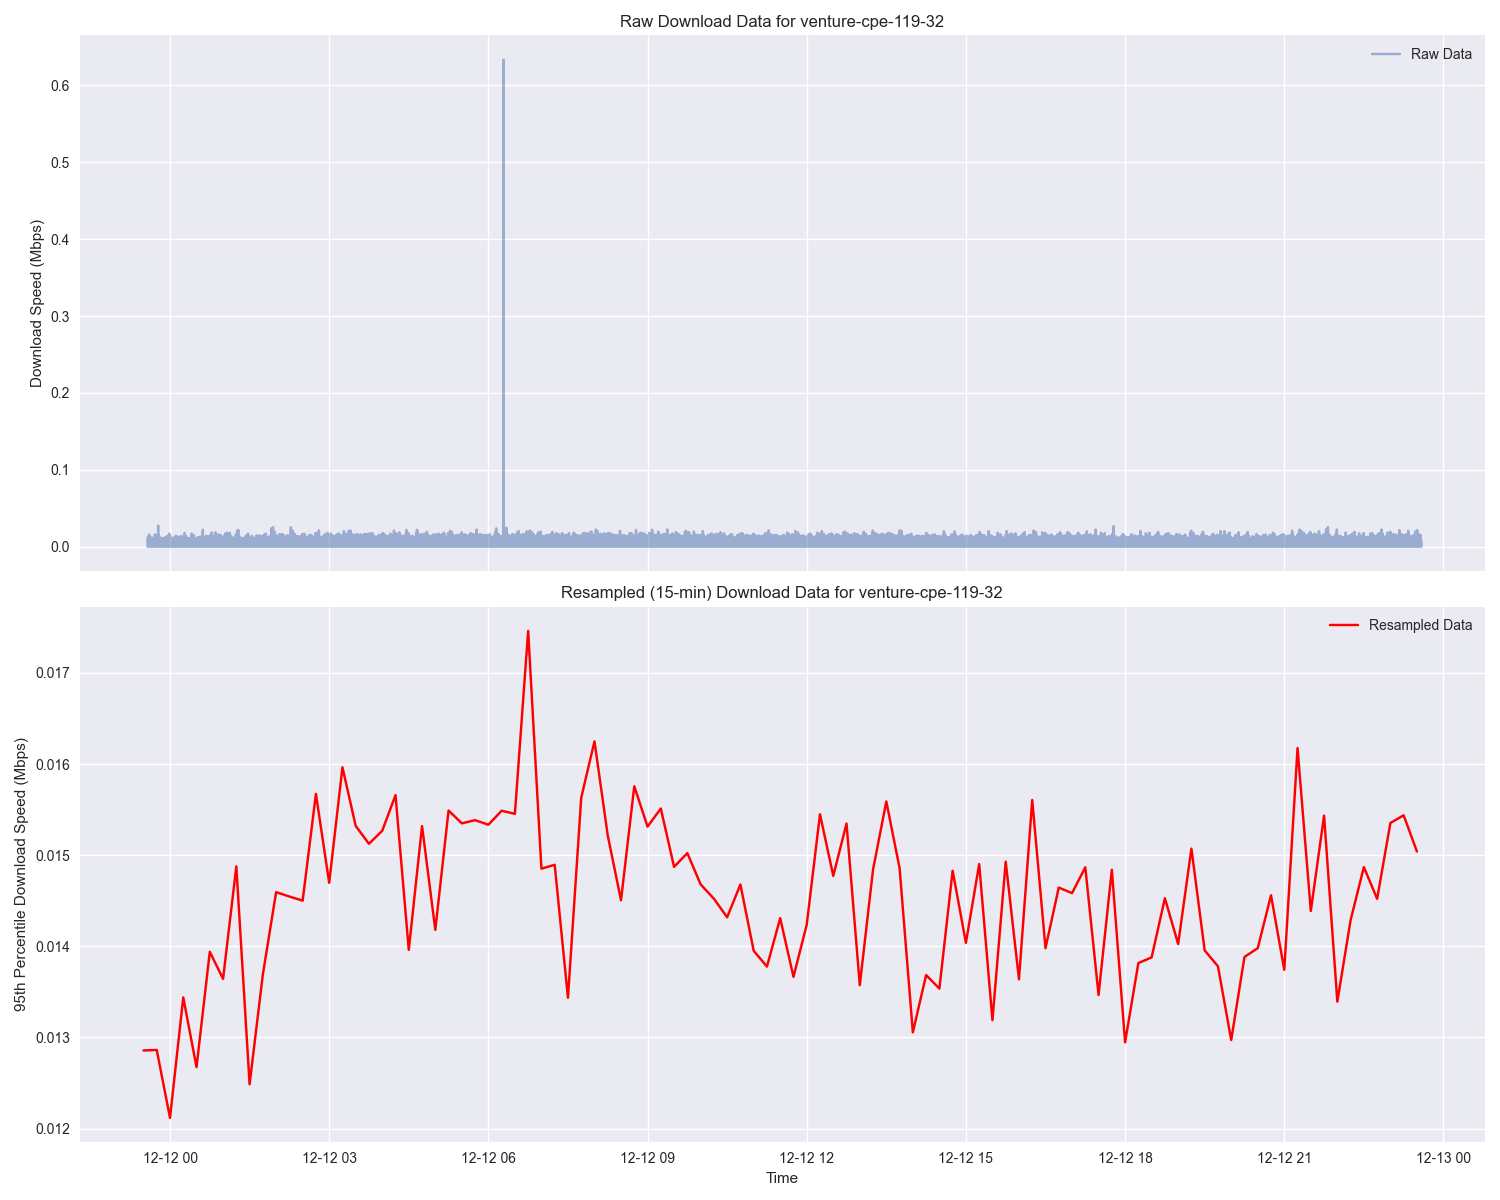 Raw Download Data for venture-cpe-119-32
Raw Data
0.6
0.5
0.4
0.3
0.2
0.1
0.0
Download Speed (Mbps)
Resampled (15-min) Download Data for venture-cpe-119-32
Resampled Data
0.017
0.016
0.015
0.014
0.013
0.012
95th Percentile Download Speed (Mbps)
12-12 00 12-12 03 12-12 06 12-12 09 12-12 12 12-12 15 12-12 18 12-12 21 12-13 00
Time